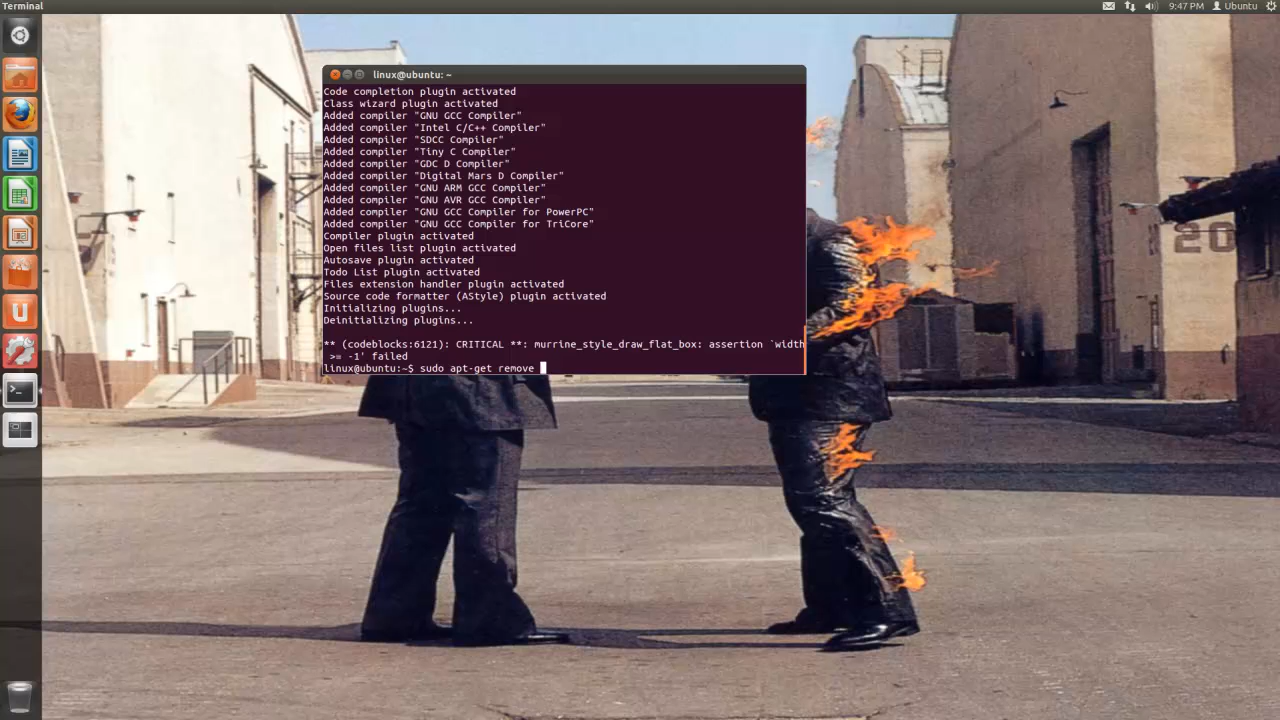 Terminal
9:47 PM
Ubuntu
linux@ubuntu: ~
Code completion plugin activated
Class wizard plugin activated
Added compiler "GNU GCC Compiler"
Added compiler "Intel C/C++ Compiler"
Added compiler "SDCC Compiler"
Added compiler "Tiny C Compiler"
Added compiler "GDC D Compiler"
Added compiler "Digital Mars D Compiler"
Added compiler "GNU ARM GCC Compiler"
Added compiler "GNU AVR GCC Compiler"
Added compiler "GNU GCC Compiler for PowerPC"
Added compiler "GNU GCC Compiler for TriCore"
Compiler plugin activated
Open files list plugin activated
Autosave plugin activated
Todo List plugin activated
Files extension handler plugin activated
Source code formatter (AStyle) plugin activated
Initializing plugins...
Deinitializing plugins...
** (codeblocks:6121): CRITICAL **: murrine_style_draw_flat_box: assertion `width
>= -1' failed
linux@ubuntu:~$ sudo apt-get remove
20